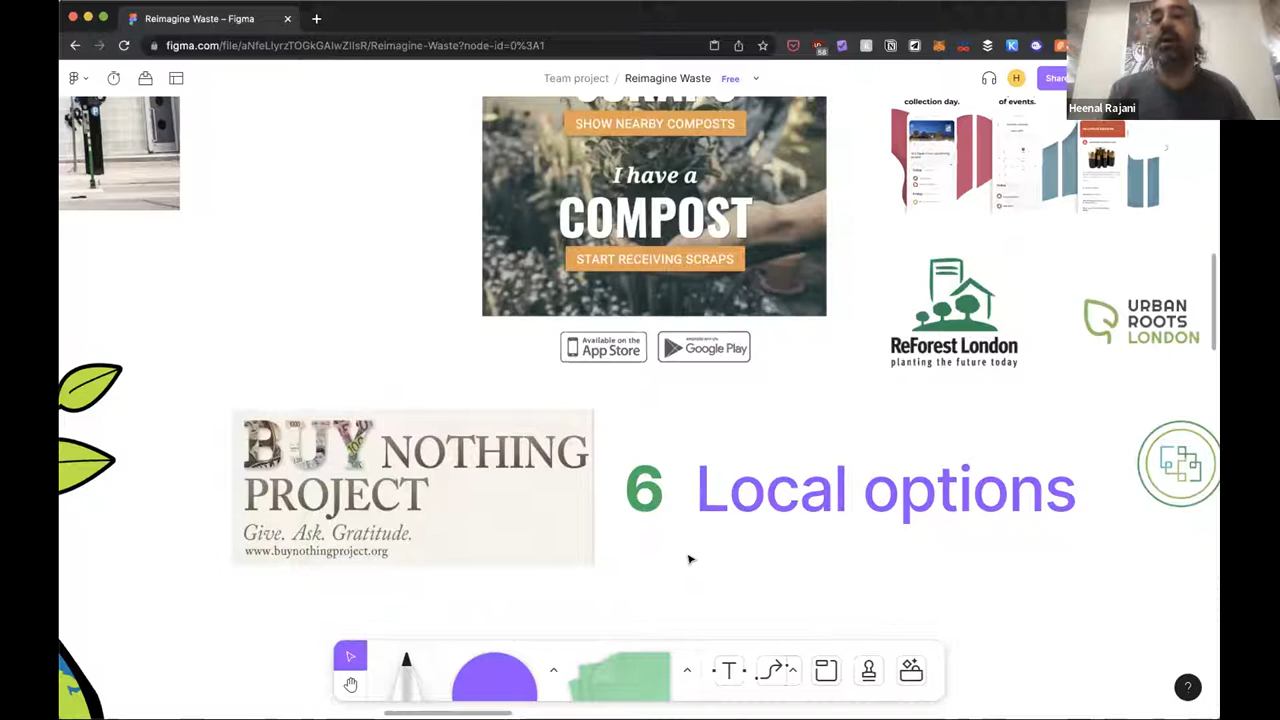 Reimagine Waste – Figma
figma.com/file/aNfeLIyrzTOGkGAIwZIIsR/Reimagine-Waste?node-id=0%3A1
58
Team project / Reimagine Waste Free
H
Share
Heenal Rajani
SHOW NEARBY COMPOSTS
I have a
COMPOST
START RECEIVING SCRAPS
Available on the
App Store
Google Play
collection day.
of events.
ReForest London
planting the future today
URBAN
ROOTS
LONDON
BUY NOTHING
PROJECT
Give. Ask. Gratitude.
www.buynothingproject.org
6 Local options
T
?